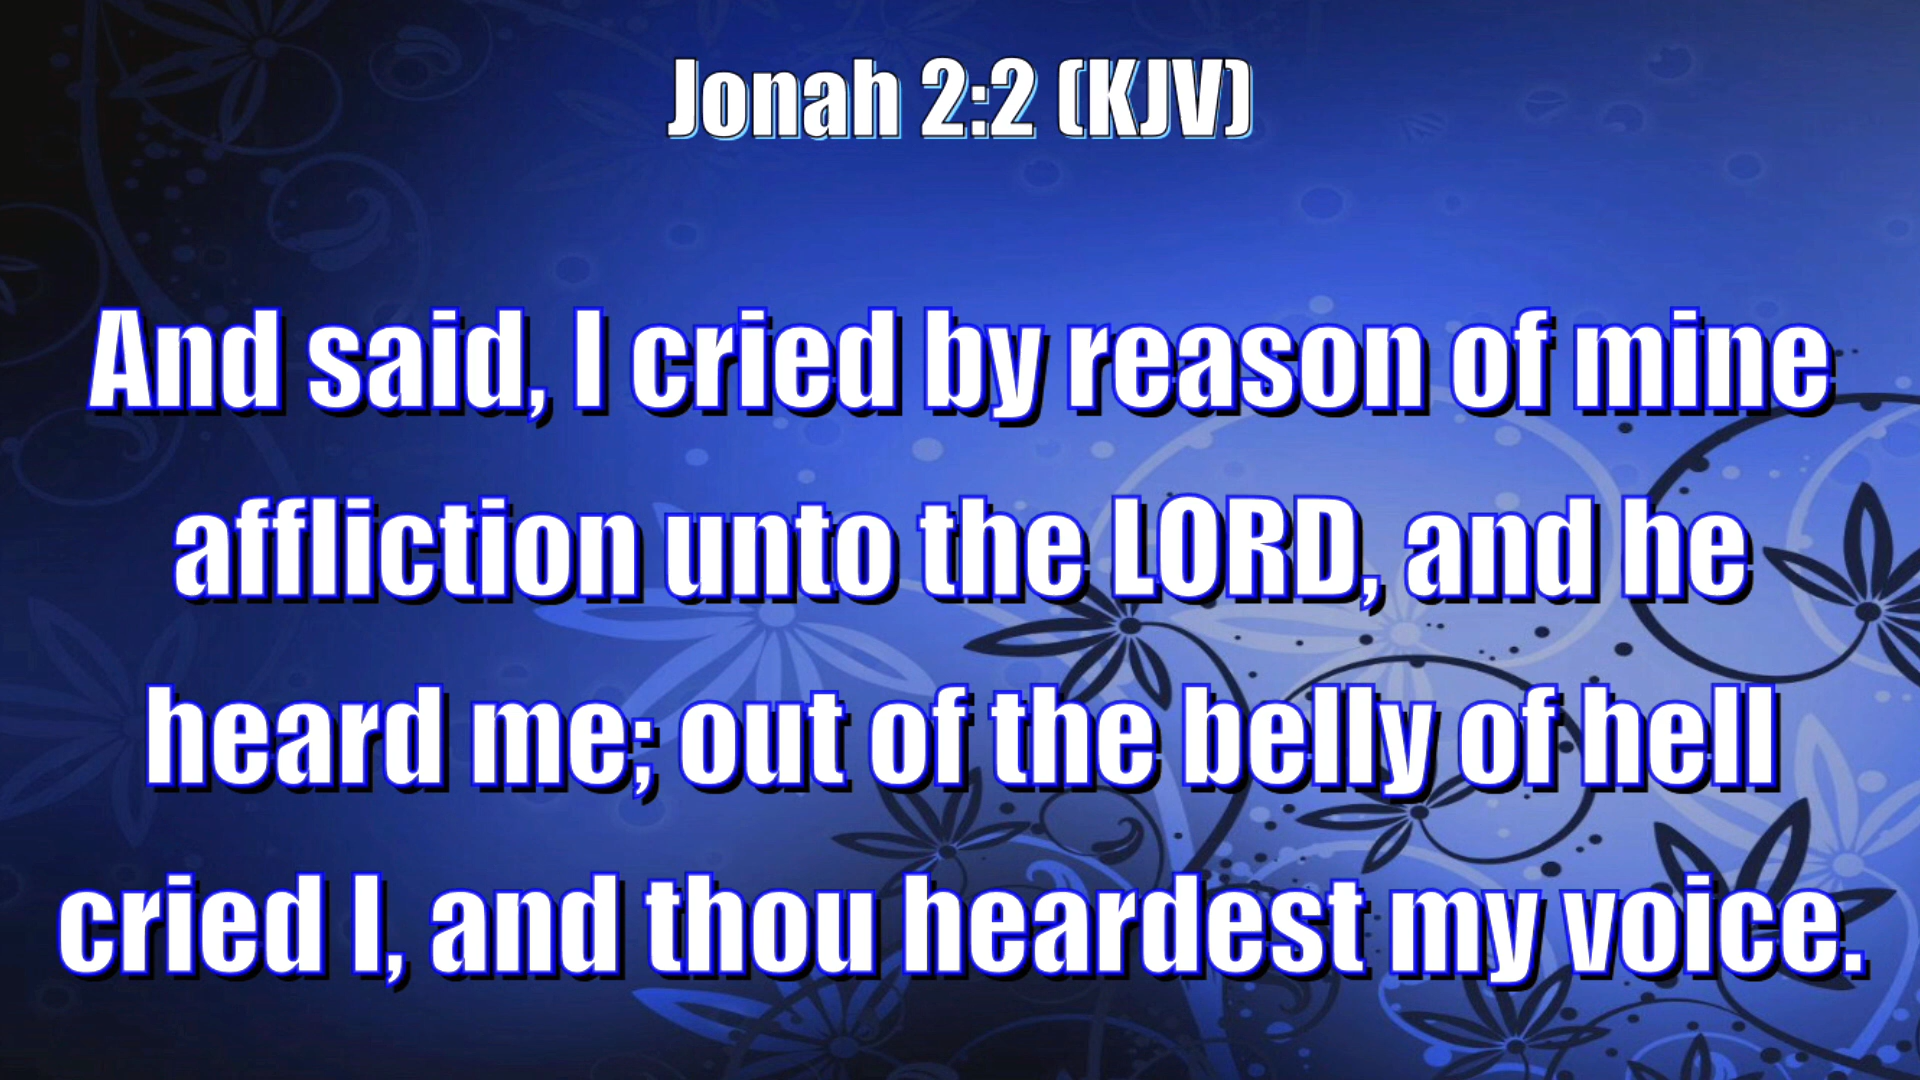 Jonah 2:2 (KJV)
And said, I cried by reason of mine
affliction unto the LORD, and he
heard me; out of the belly of hell
cried I, and thou heardest my voice.